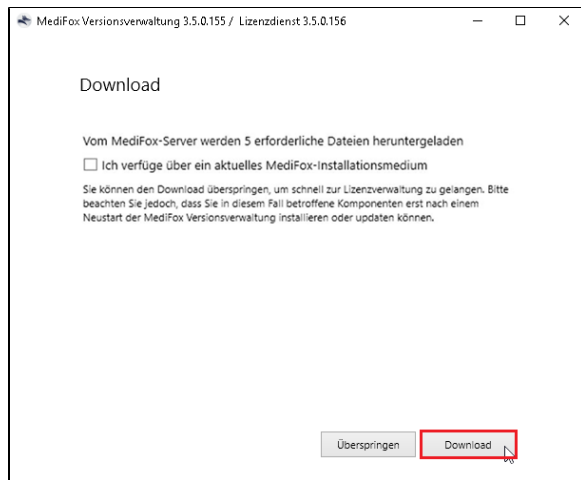 MediFox Versionsverwaltung 3.5.0.155 / Lizenzdienst 3.5.0.156
Download
Vom MediFox-Server werden 5 erforderliche Dateien heruntergeladen
Ich verfüge über ein aktuelles MediFox-Installationsmedium
Sie können den Download überspringen, um schnell zur Lizenzverwaltung zu gelangen. Bitte
beachten Sie jedoch, dass Sie in diesem Fall betroffene Komponenten erst nach einem
Neustart der MediFox Versionsverwaltung installieren oder updaten können.
Überspringen
Download